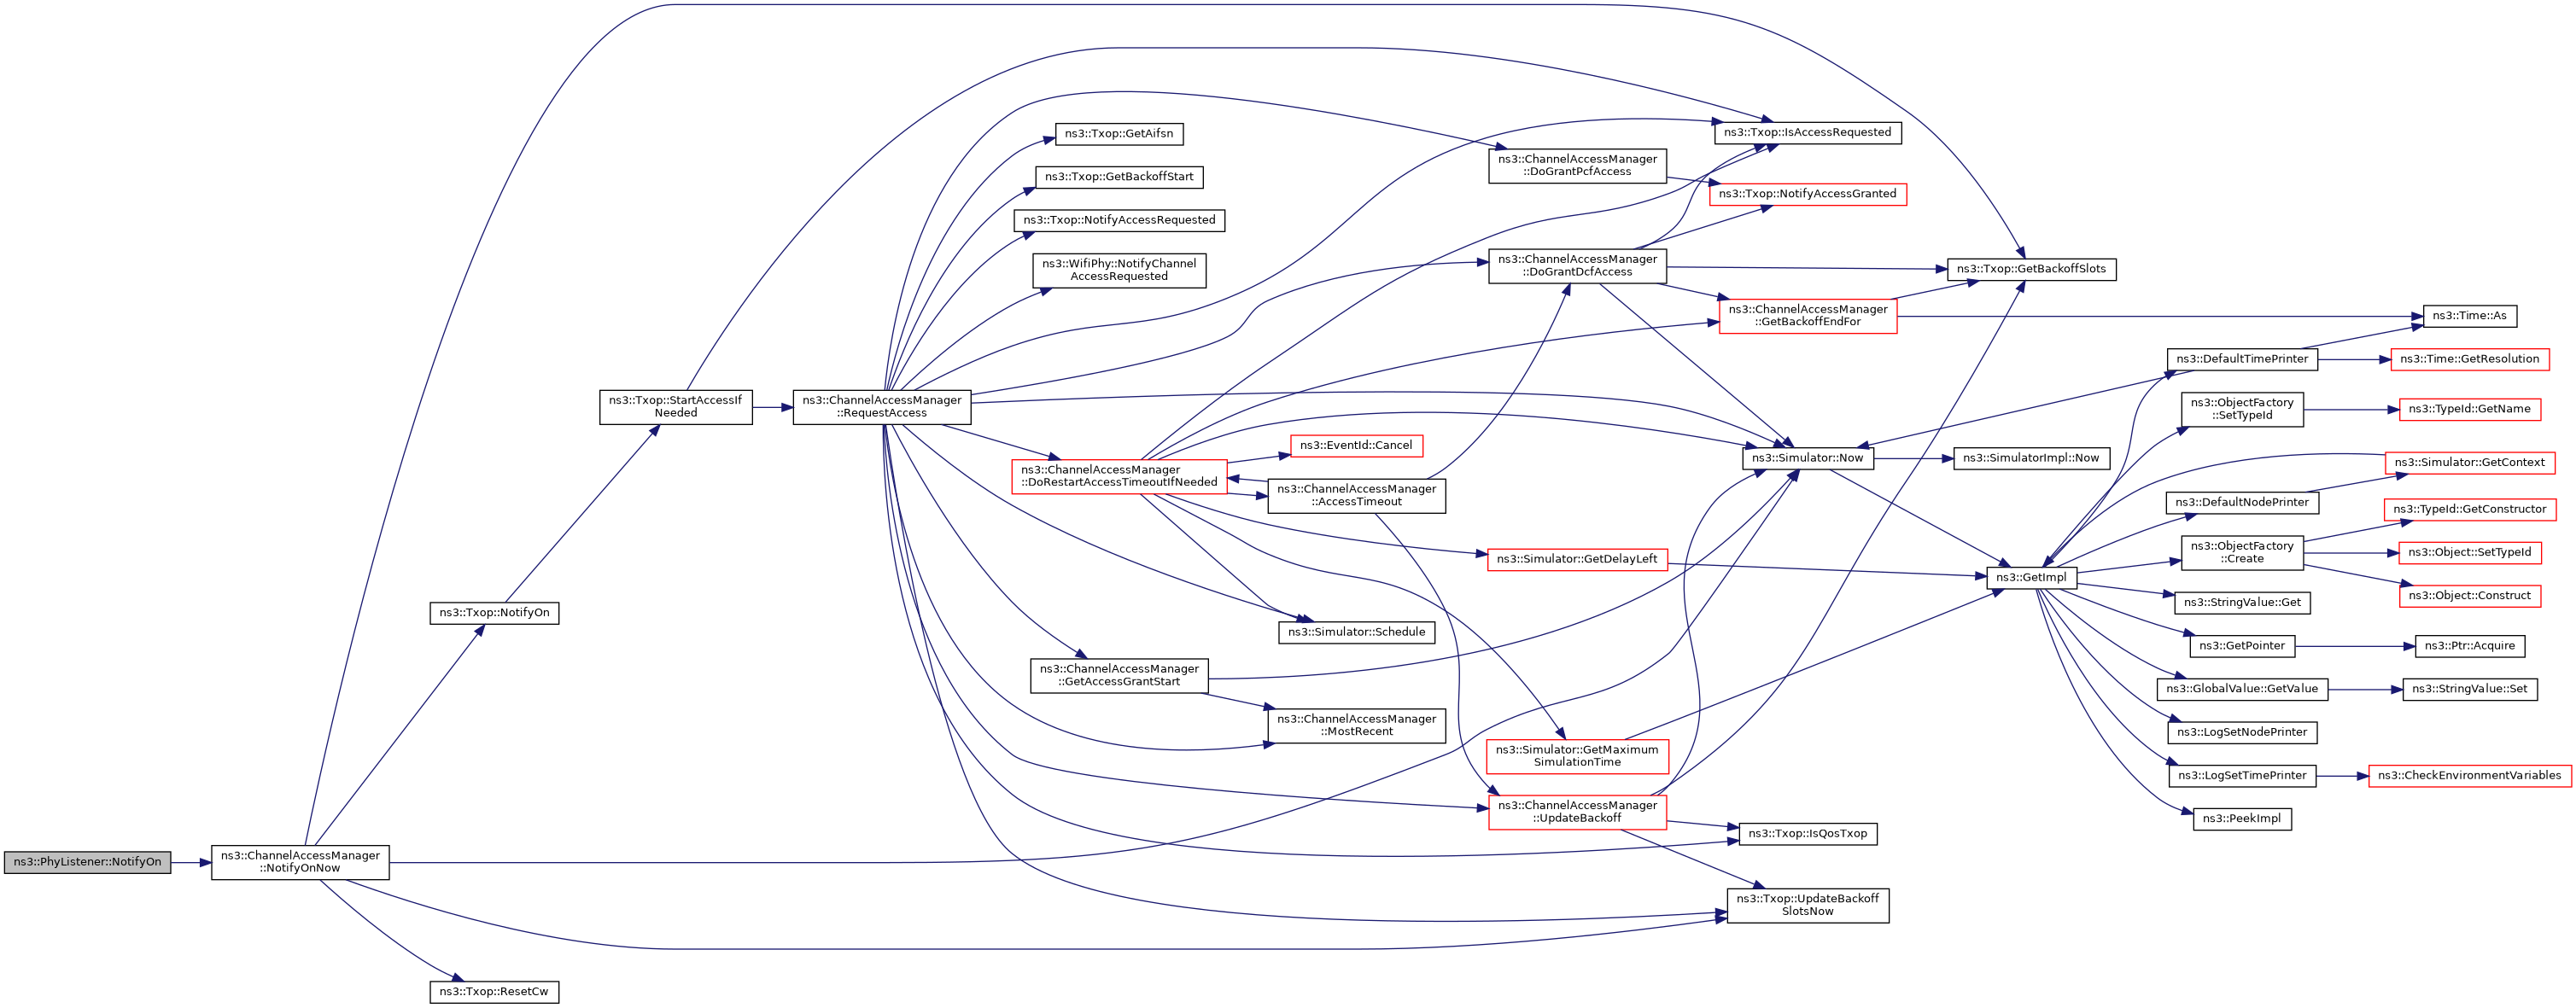 ns3::PhyListener::NotifyOn
ns3::ChannelAccessManager
::NotifyOnNow
ns3::Txop::NotifyOn
ns3::Txop::ResetCw
ns3::Txop::StartAccessIf
Needed
ns3::ChannelAccessManager
::RequestAccess
ns3::Txop::GetAifsn
ns3::Txop::GetBackoffStart
ns3::Txop::NotifyAccessRequested
ns3::WifiPhy::NotifyChannel
AccessRequested
ns3::ChannelAccessManager
::DoRestartAccessTimeoutIfNeeded
ns3::ChannelAccessManager
::GetAccessGrantStart
ns3::EventId::Cancel
ns3::ChannelAccessManager
::AccessTimeout
ns3::Simulator::Schedule
ns3::ChannelAccessManager
::MostRecent
ns3::ChannelAccessManager
::DoGrantPcfAccess
ns3::ChannelAccessManager
::DoGrantDcfAccess
ns3::Simulator::GetDelayLeft
ns3::Simulator::GetMaximum
SimulationTime
ns3::ChannelAccessManager
::UpdateBackoff
ns3::Txop::IsAccessRequested
ns3::Txop::NotifyAccessGranted
ns3::ChannelAccessManager
::GetBackoffEndFor
ns3::Simulator::Now
ns3::Txop::IsQosTxop
ns3::Txop::UpdateBackoff
SlotsNow
ns3::Txop::GetBackoffSlots
ns3::SimulatorImpl::Now
ns3::GetImpl
ns3::DefaultTimePrinter
ns3::ObjectFactory
::SetTypeId
ns3::DefaultNodePrinter
ns3::ObjectFactory
::Create
ns3::StringValue::Get
ns3::GetPointer
ns3::GlobalValue::GetValue
ns3::LogSetNodePrinter
ns3::LogSetTimePrinter
ns3::PeekImpl
ns3::Time::As
ns3::Time::GetResolution
ns3::TypeId::GetName
ns3::Simulator::GetContext
ns3::TypeId::GetConstructor
ns3::Object::SetTypeId
ns3::Object::Construct
ns3::Ptr::Acquire
ns3::StringValue::Set
ns3::CheckEnvironmentVariables